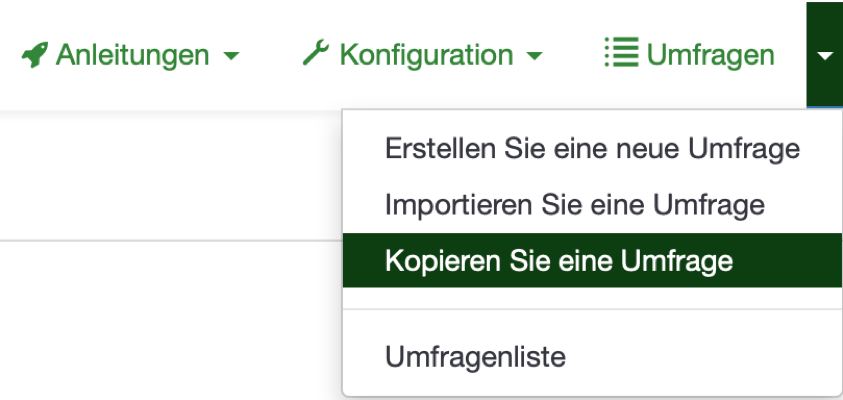 Anleitungen Konfiguration Umfragen
Erstellen Sie eine neue Umfrage
Importieren Sie eine Umfrage
Kopieren Sie eine Umfrage
Umfragenliste